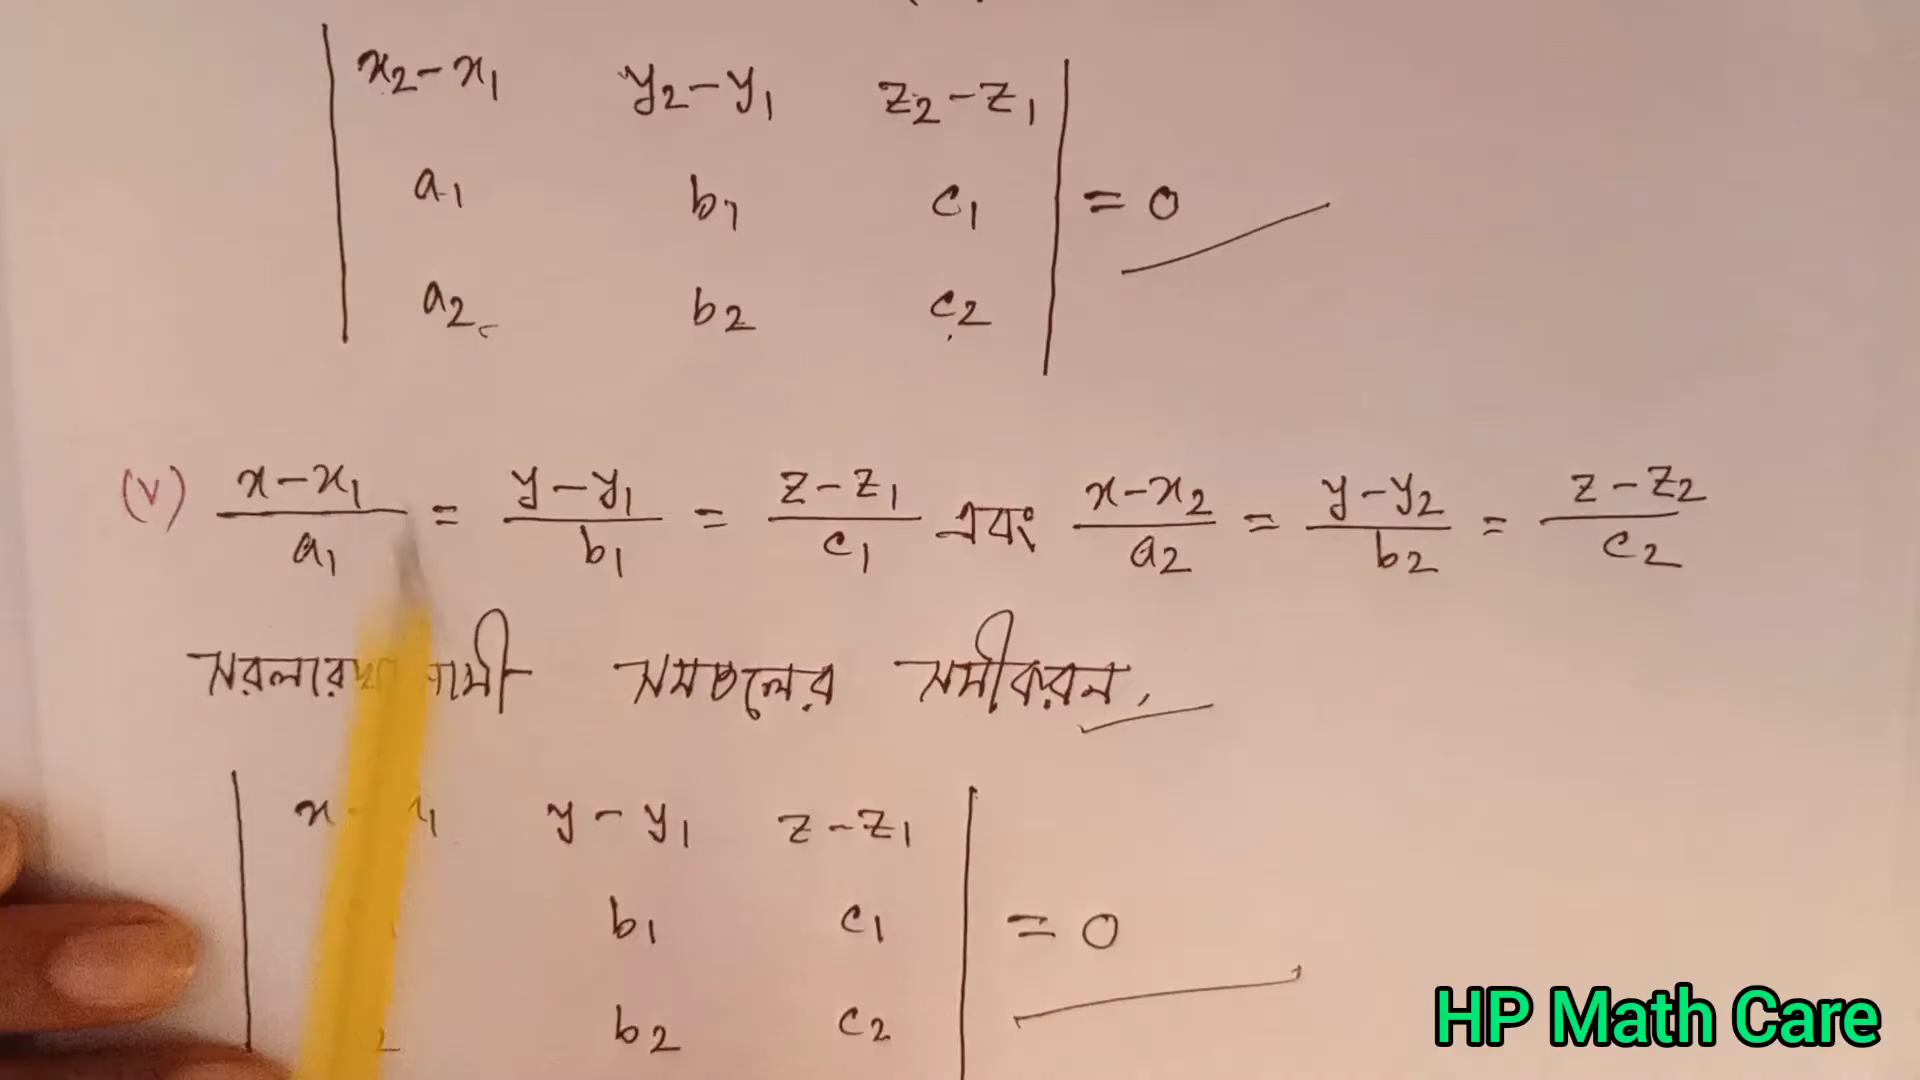 x2-x1 y2-y1 z2-z1
a1 b1 c1 = 0
a2 b2 c2
(v) x-x1/a1 = y-y1/b1 = z-z1/c1 এবং x-x2/a2 = y-y2/b2 = z-z2/c2
সমতলের সমীকরন,
y-y1 z-z1
b1 c1 = 0
b2 c2
HP Math Care